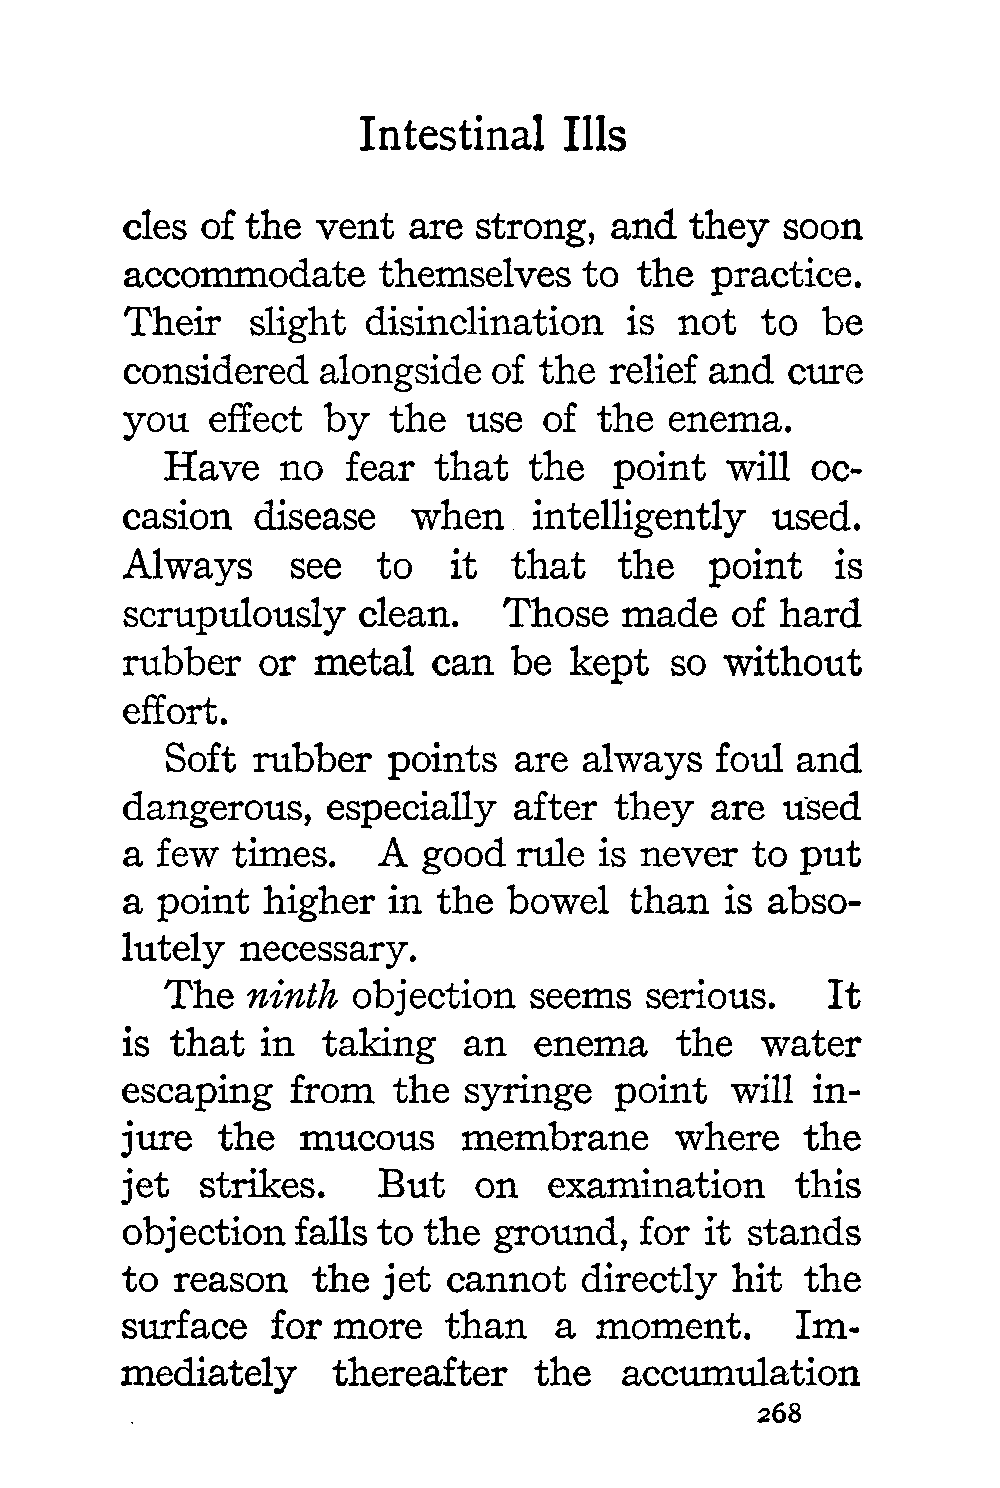 Intestinal Ills
cles of the vent are strong, and they soon
accommodate themselves to the practice.
Their slight disinclination is not to be
considered alongside of the relief and cure
you effect by the use of the enema.
Have no fear that the point will oc-
casion disease when intelligently used.
Always see to it that the point is
scrupulously clean. Those made of hard
rubber or metal can be kept so without
effort.
Soft rubber points are always foul and
dangerous, especially after they are used
a few times. A good rule is never to put
a point higher in the bowel than is abso-
lutely necessary.
The ninth objection seems serious. It
is that in taking an enema the water
escaping from the syringe point will in-
jure the mucous membrane where the
jet strikes. But on examination this
objection falls to the ground, for it stands
to reason the jet cannot directly hit the
surface for more than a moment. Im-
mediately thereafter the accumulation
268